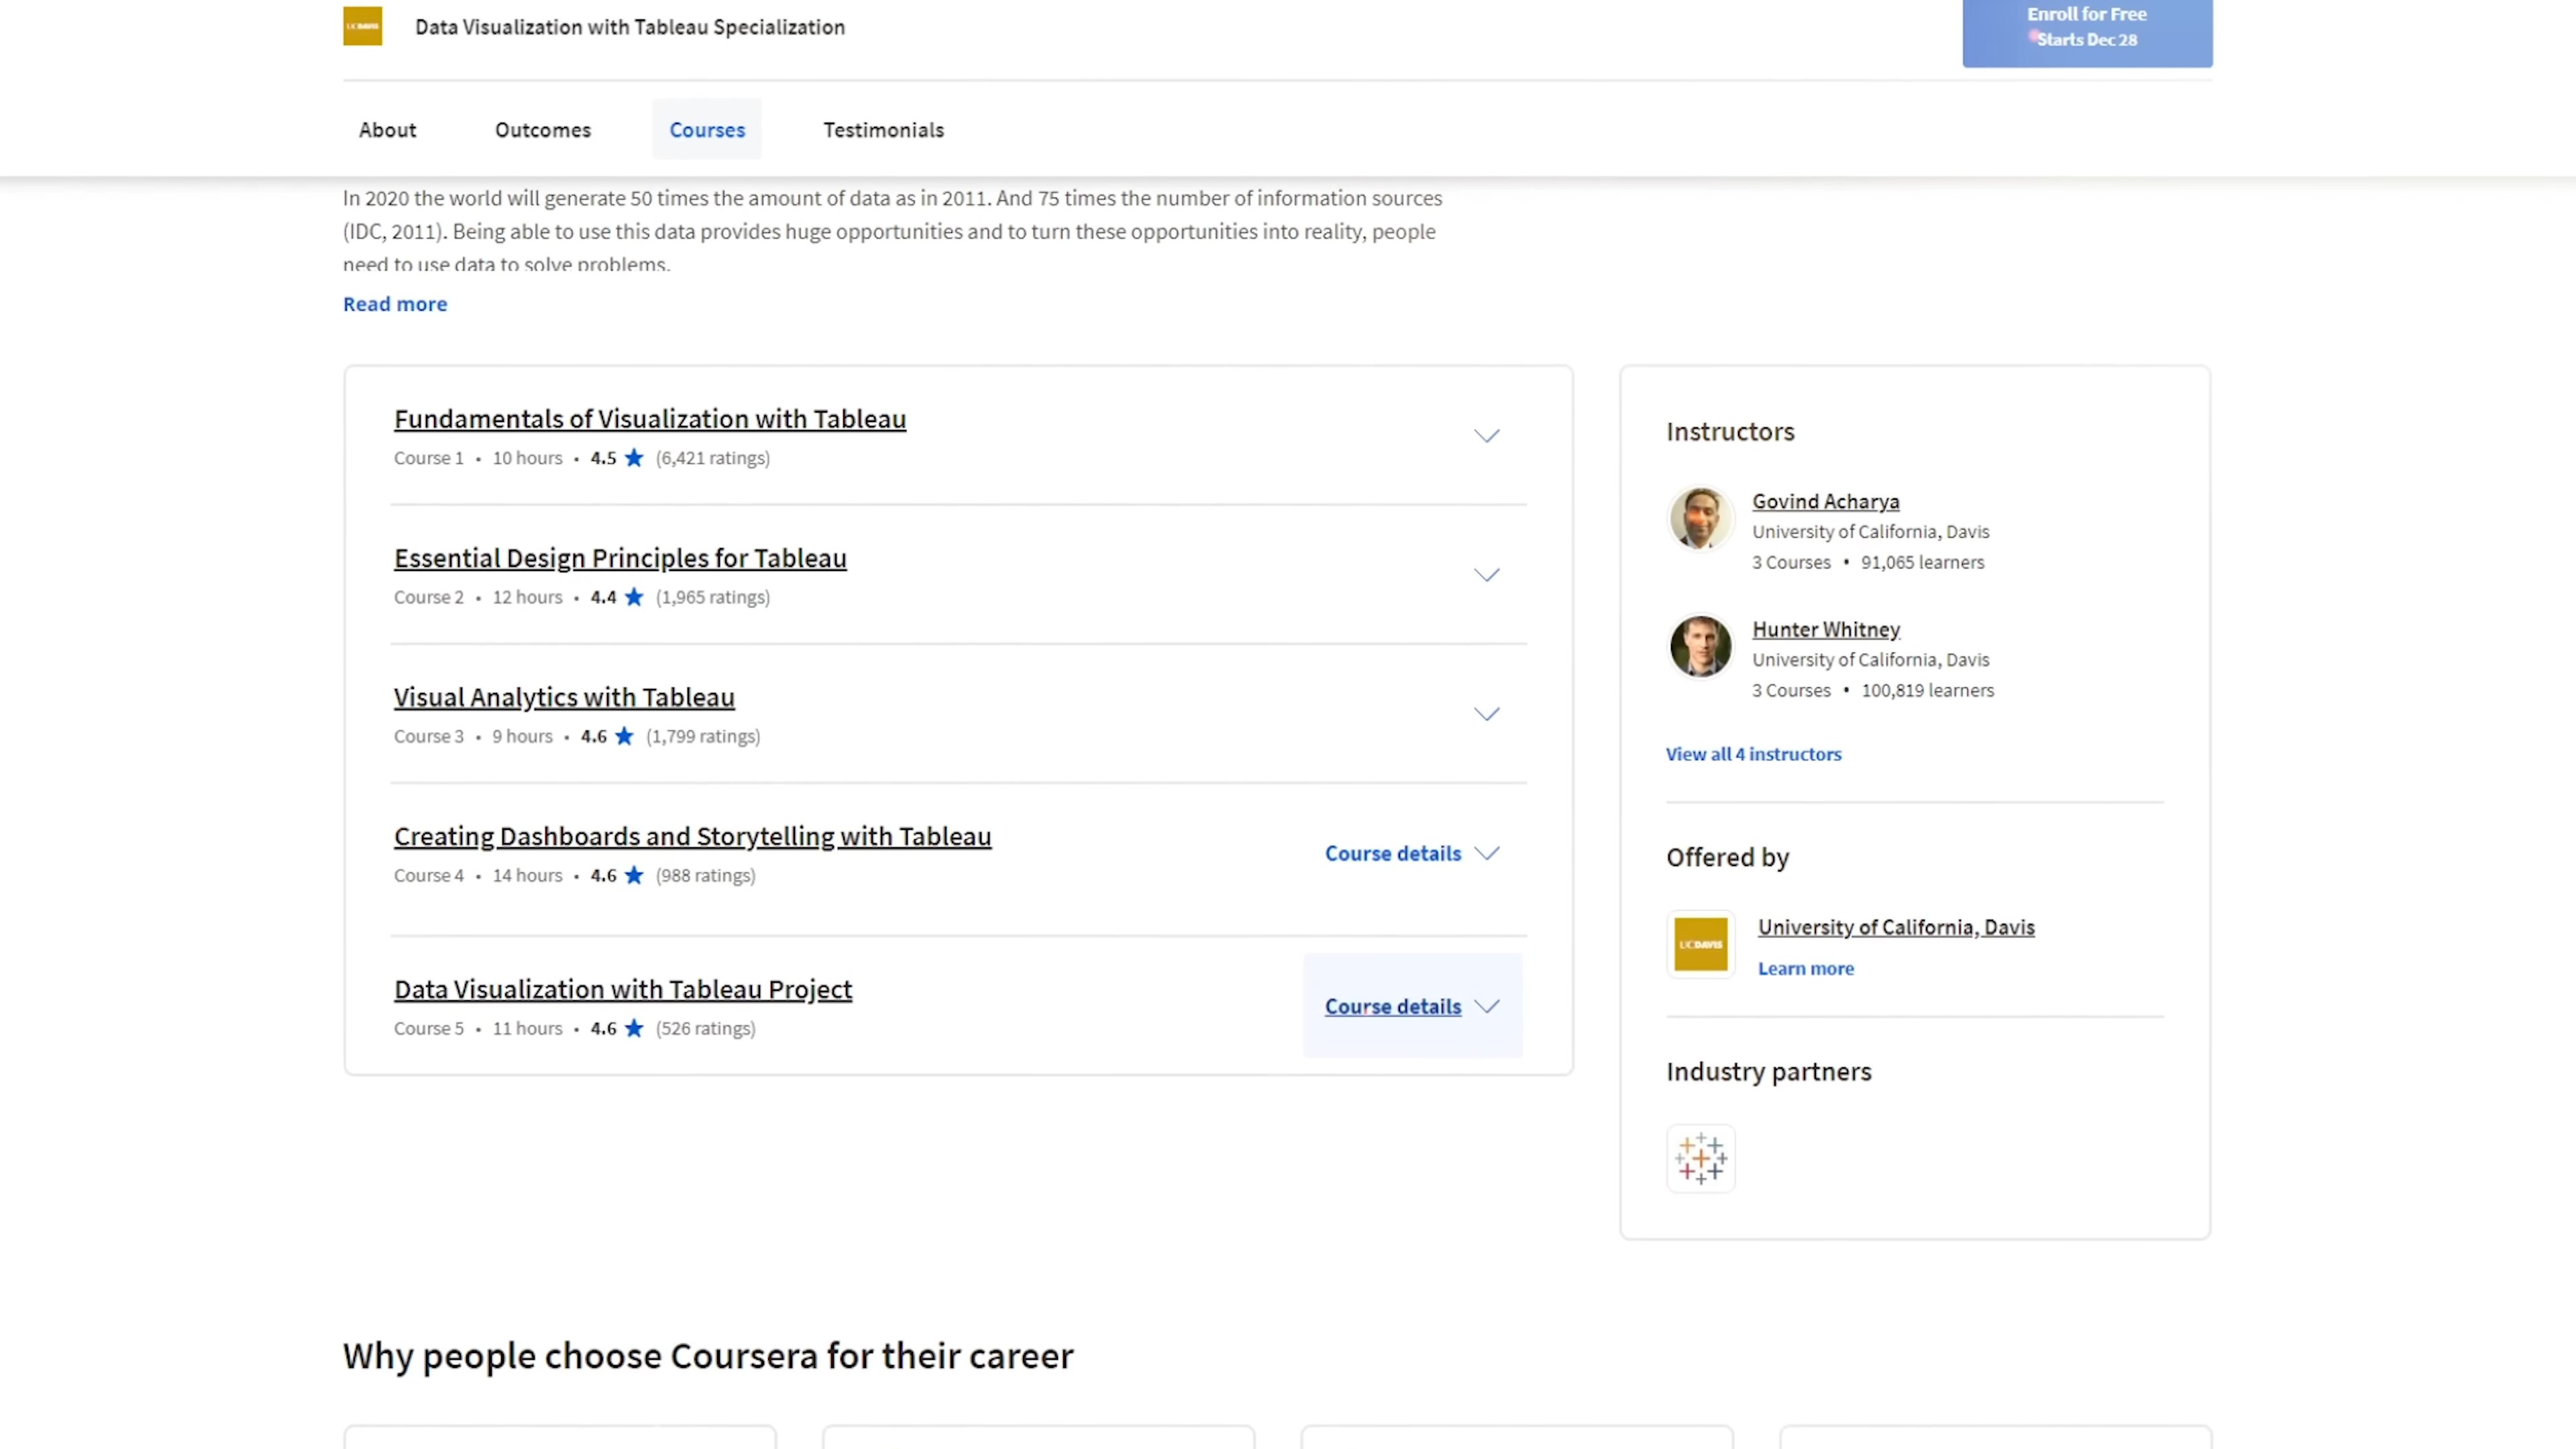 UCDAVIS
Data Visualization with Tableau Specialization
Enroll for Free
Starts Dec 28
About
Outcomes
Courses
Testimonials
In 2020 the world will generate 50 times the amount of data as in 2011. And 75 times the number of information sources
(IDC, 2011). Being able to use this data provides huge opportunities and to turn these opportunities into reality, people
need to use data to solve problems.
Read more
Fundamentals of Visualization with Tableau
Course 1 • 10 hours • 4.5 ★ (6,421 ratings)
Essential Design Principles for Tableau
Course 2 • 12 hours • 4.4 ★ (1,965 ratings)
Visual Analytics with Tableau
Course 3 • 9 hours • 4.6 ★ (1,799 ratings)
Creating Dashboards and Storytelling with Tableau
Course 4 • 14 hours • 4.6 ★ (988 ratings)
Course details
Data Visualization with Tableau Project
Course 5 • 11 hours • 4.6 ★ (526 ratings)
Course details
Instructors
Govind Acharya
University of California, Davis
3 Courses • 91,065 learners
Hunter Whitney
University of California, Davis
3 Courses • 100,819 learners
View all 4 instructors
Offered by
UCDAVIS
University of California, Davis
Learn more
Industry partners
Why people choose Coursera for their career